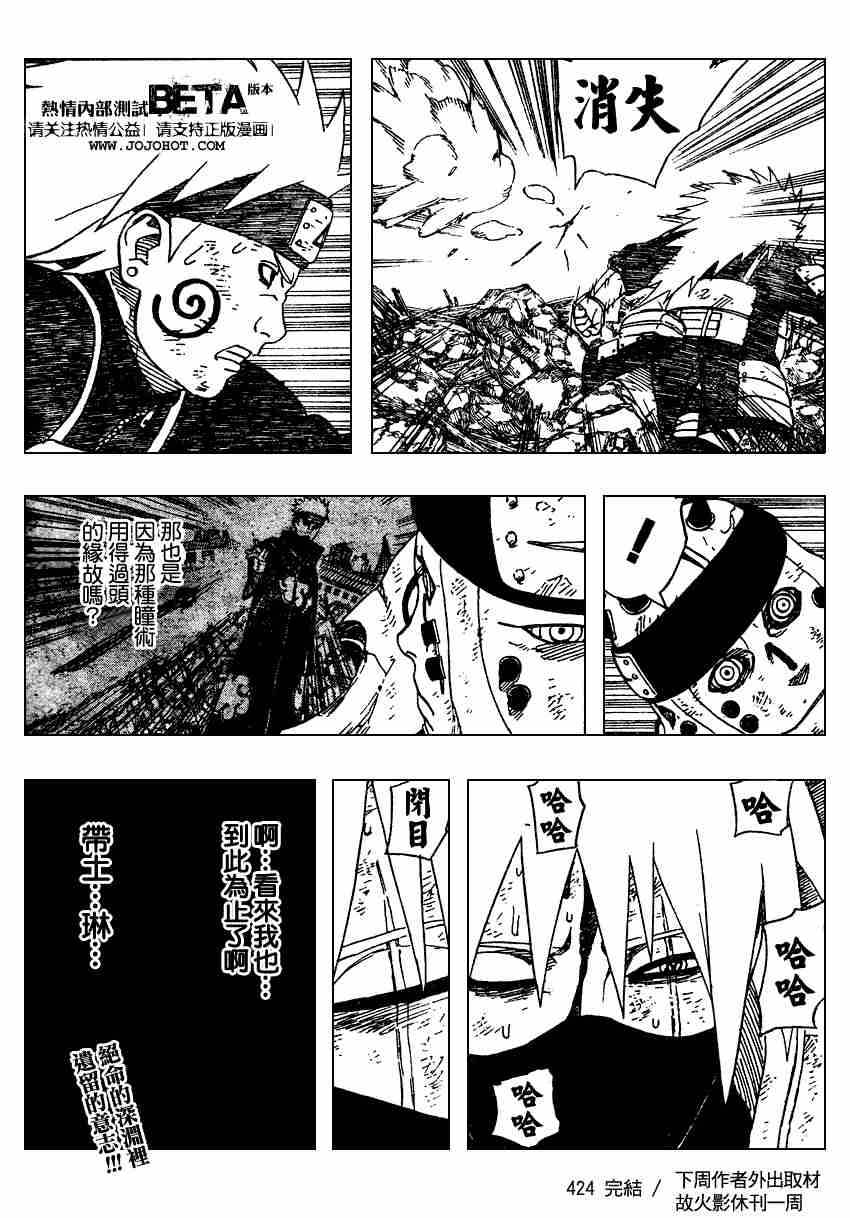 消失
熱情內部測試BETA版本
请关注热情公益! 请支持正版漫画!
WWW.JOJOHOT.COM
!
那也是
因為那種瞳術
用得過頭
的緣故嗎?
哈
哈
哈
哈
哈
哈
哈
閉目
啊…看來我也…
到此為止了啊
帶土…琳…
絕命的深淵裡
遺留的意志!!!
424 完結 /
下周作者外出取材
故火影休刊一周